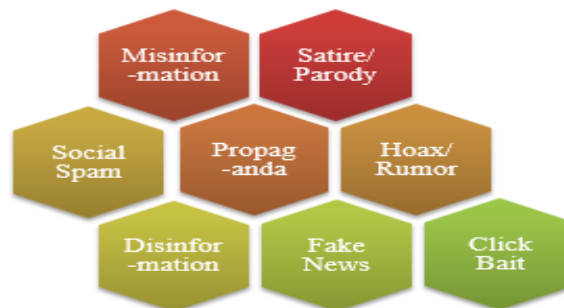 Misinfor
-mation
Satire/
Parody
Social
Spam
Propag
-anda
Hoax/
Rumor
Disinfor
-mation
Fake
News
Click
Bait